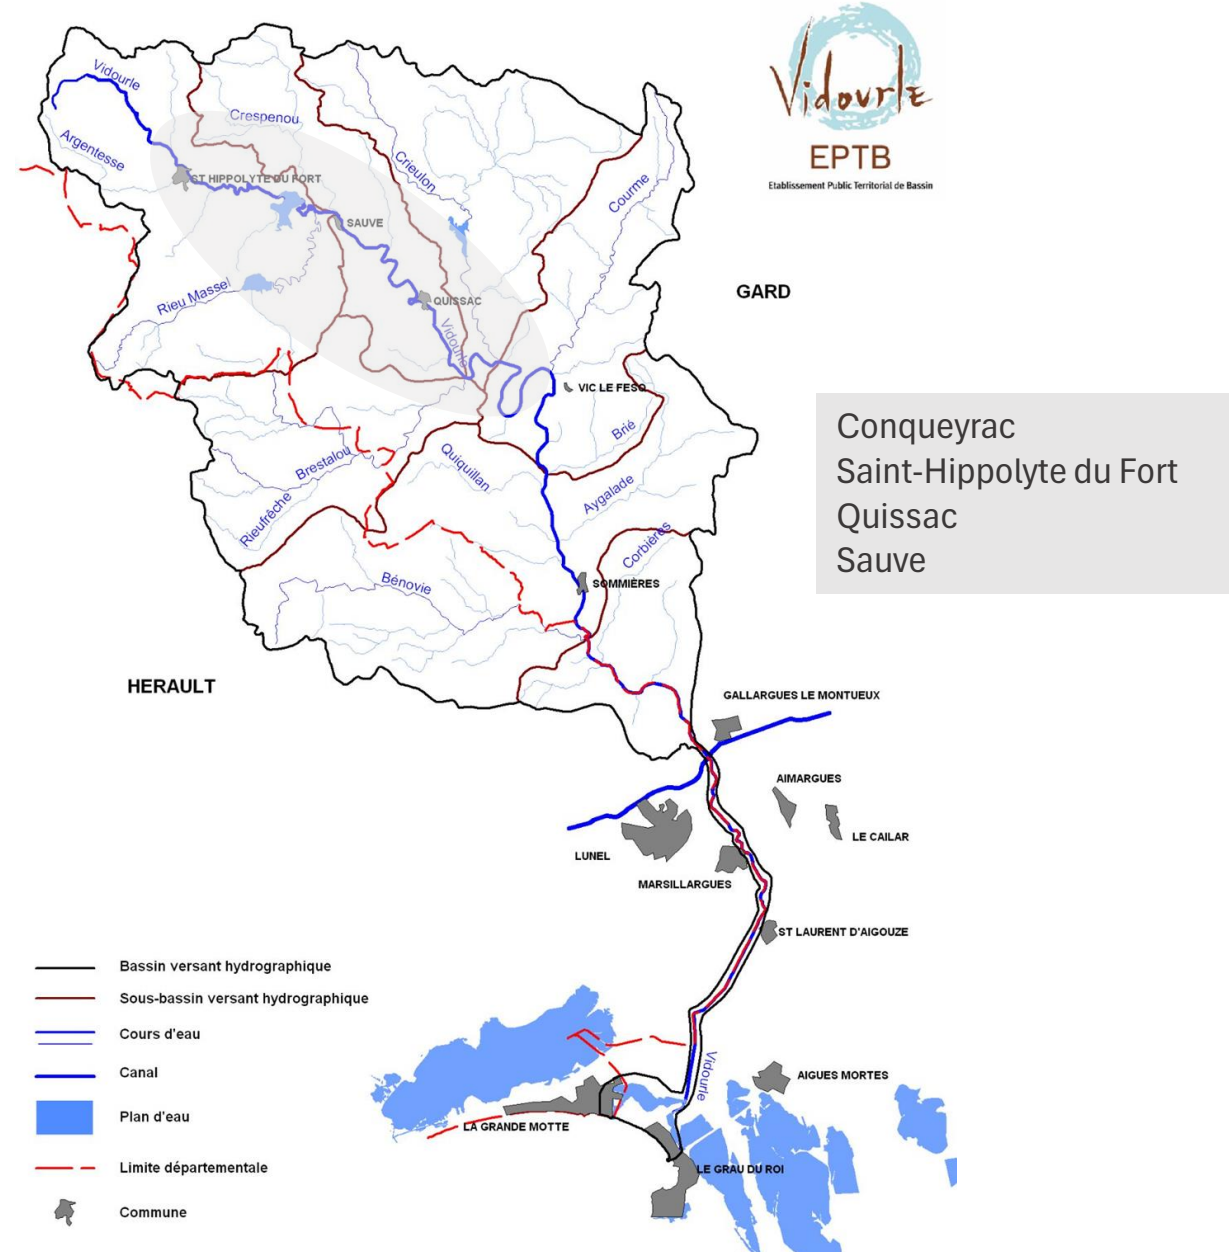 Vidourle
EPTB
Etablissement Public Territorial de Bassin
Vidourle
Crespenou
Argentesse
Crieulon
ST HIPPOLYTE DU FORT
Courme
SAUVE
Rieu Massel
GARD
QUISSAC
Vidourle
VIC LE FESQ
Brié
Quiquillan
Brestalou
Aygalade
Rieufrêche
Corbières
Bénovie
SOMMIÈRES
HERAULT
Conqueyrac
Saint-Hippolyte du Fort
Quissac
Sauve
GALLARGUES LE MONTUEUX
AIMARGUES
LE CAILAR
LUNEL
MARSILLARGUES
ST LAURENT D'AIGOUZE
Vidourle
AIGUES MORTES
LA GRANDE MOTTE
LE GRAU DU ROI
Bassin versant hydrographique
Sous-bassin versant hydrographique
Cours d'eau
Canal
Plan d'eau
Limite départementale
Commune